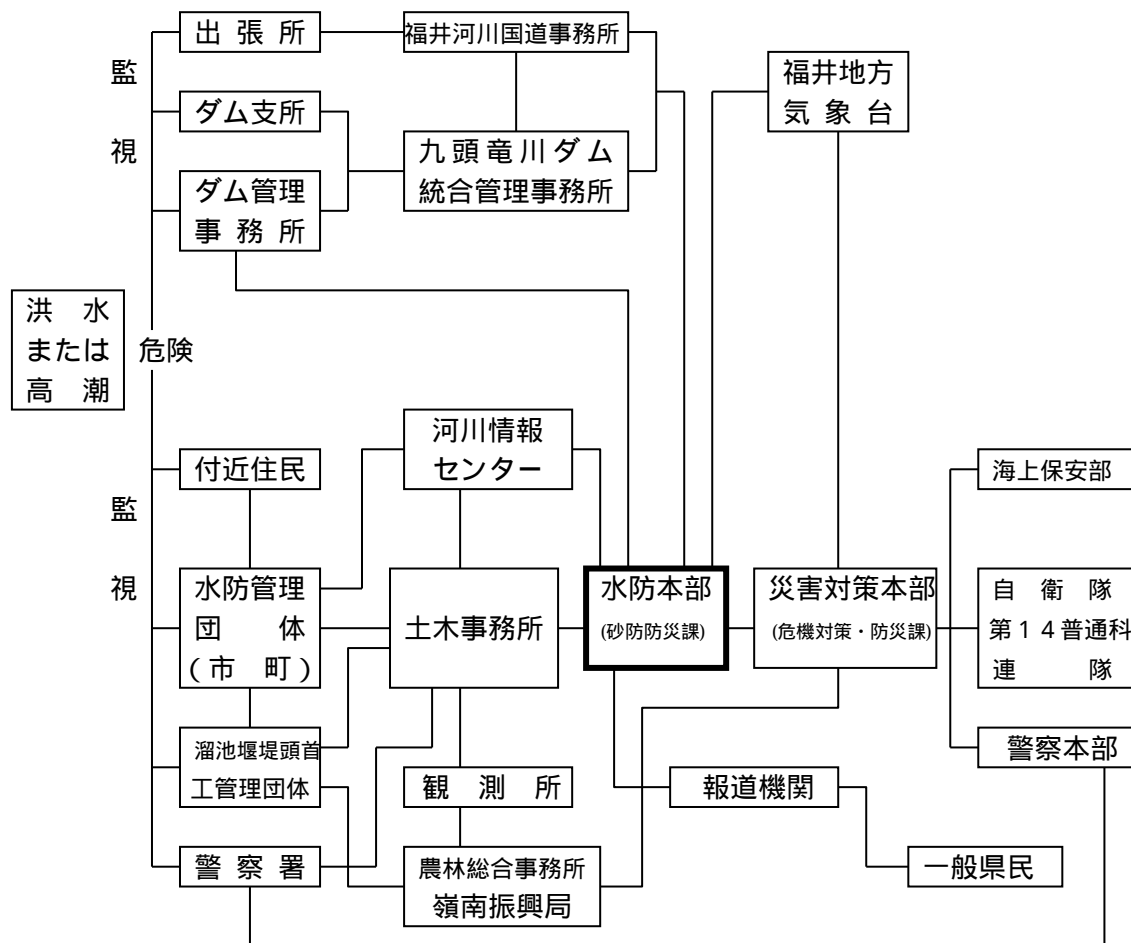 出張所
福井河川国道事務所
監
視
福井地方
気象台
ダム支所
九頭竜川ダム
統合管理事務所
ダム管理
事務所
洪水
または
高潮
危険
河川情報
センター
付近住民
海上保安部
監
視
水防管理
団体
(市町)
土木事務所
水防本部
(砂防防災課)
災害対策本部
(危機対策・防災課)
自衛隊
第14普通科
連隊
溜池堰堤頭首
工管理団体
警察本部
観測所
報道機関
警察署
農林総合事務所
嶺南振興局
一般県民